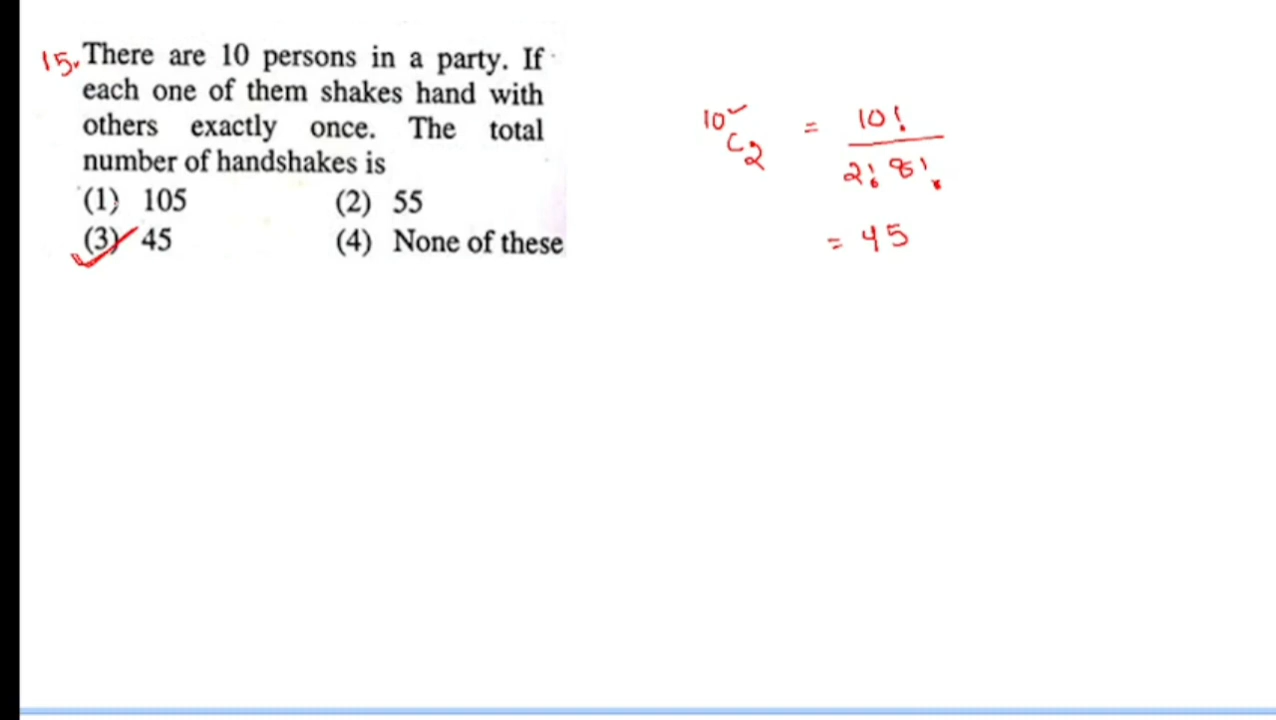 15. There are 10 persons in a party. If
each one of them shakes hand with
others exactly once. The total
number of handshakes is
(1) 105 (2) 55
(3) 45 (4) None of these
10C2 = 10! / 2! 8!
= 45